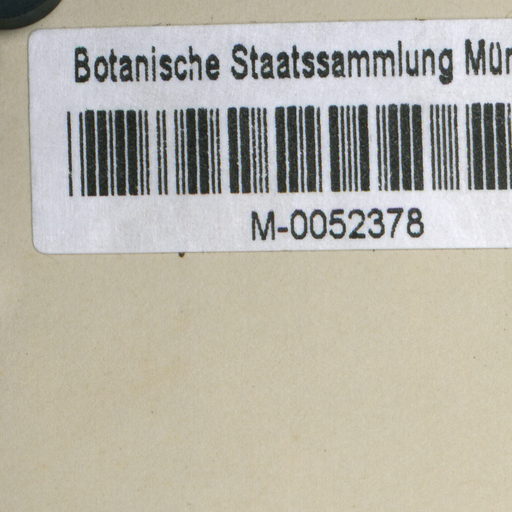 Botanische Staatssammlung Mün
M-0052378